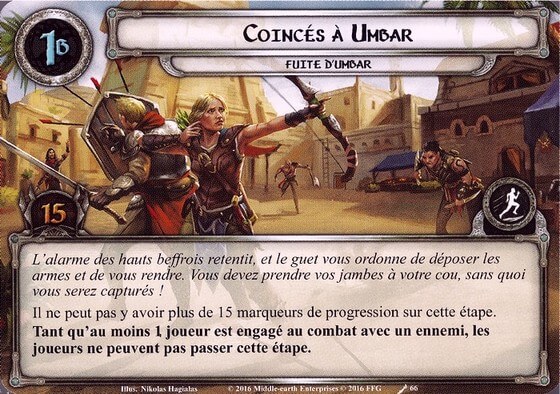 1B
COINCÉS À UMBAR
FUITE D'UMBAR
15
L'alarme des hauts beffrois retentit, et le guet vous ordonne de déposer les
armes et de vous rendre. Vous devez prendre vos jambes à votre cou, sans quoi
vous serez capturés !
Il ne peut pas y avoir plus de 15 marqueurs de progression sur cette étape.
Tant qu'au moins 1 joueur est engagé au combat avec un ennemi, les
joueurs ne peuvent pas passer cette étape.
Illus. Nikolas Hagialas © 2016 Middle-earth Enterprises © 2016 FFG 66